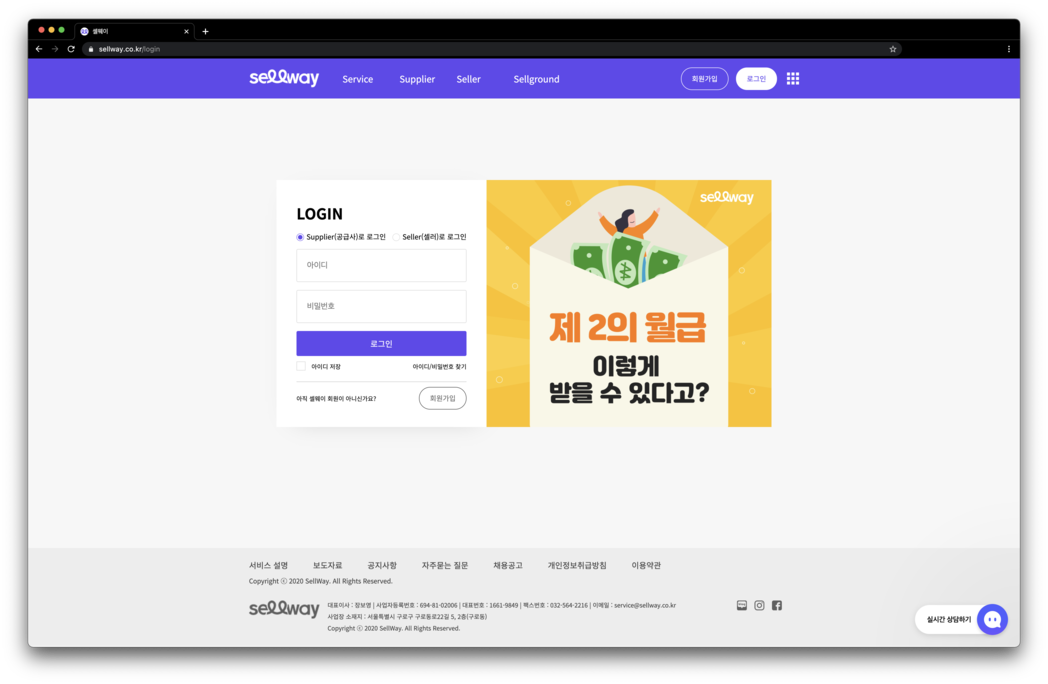 셀웨이
sellway.co.kr/login
sellway
Service
Supplier
Seller
Sellground
회원가입
로그인
LOGIN
Supplier(공급사)로 로그인
Seller(셀러)로 로그인
아이디
비밀번호
로그인
아이디 저장
아이디/비밀번호 찾기
아직 셀웨이 회원이 아니신가요?
회원가입
sellway
제 2의 월급
이렇게
받을 수 있다고?
서비스 설명
보도자료
공지사항
자주묻는 질문
채용공고
개인정보취급방침
이용약관
Copyright ⓒ 2020 SellWay. All Rights Reserved.
sellway
대표이사 : 장보영 | 사업자등록번호 : 694-81-02006 | 대표번호 : 1661-9849 | 팩스번호 : 032-564-2216 | 이메일 : service@sellway.co.kr
사업장 소재지 : 서울특별시 구로구 구로동로22길 5, 2층(구로동)
Copyright ⓒ 2020 SellWay. All Rights Reserved.
실시간 상담하기